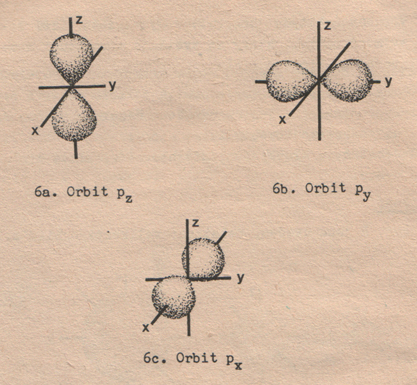 z
y
x
6a. Orbit pz
z
y
x
6b. Orbit py
z
y
x
6c. Orbit px